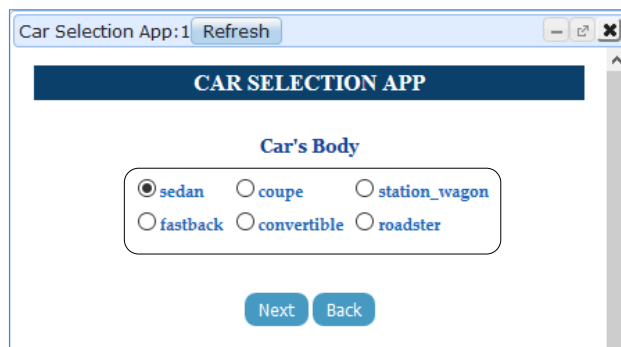 Car Selection App:1 Refresh
CAR SELECTION APP
Car's Body
sedan coupe station_wagon
fastback convertible roadster
Next Back